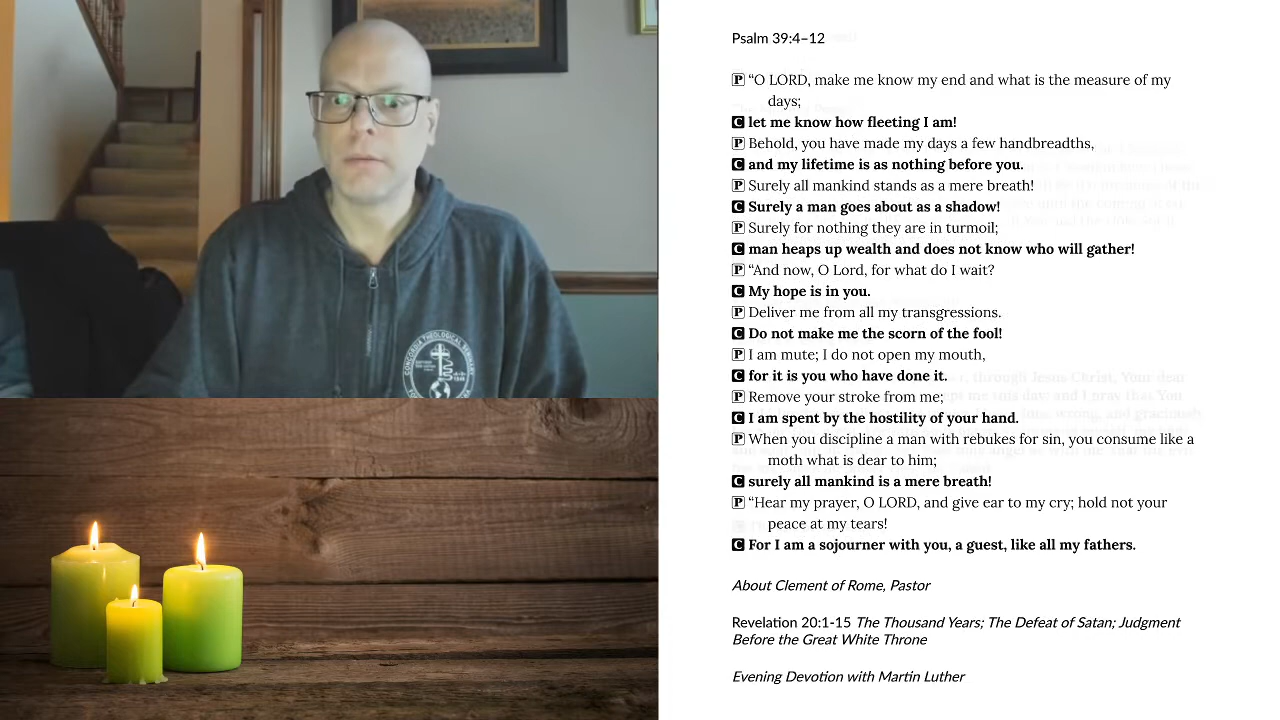 Psalm 39:4–12
P “O LORD, make me know my end and what is the measure of my
days;
C let me know how fleeting I am!
P Behold, you have made my days a few handbreadths,
C and my lifetime is as nothing before you.
P Surely all mankind stands as a mere breath!
C Surely a man goes about as a shadow!
P Surely for nothing they are in turmoil;
C man heaps up wealth and does not know who will gather!
P “And now, O Lord, for what do I wait?
C My hope is in you.
P Deliver me from all my transgressions.
C Do not make me the scorn of the fool!
P I am mute; I do not open my mouth,
C for it is you who have done it.
P Remove your stroke from me;
C I am spent by the hostility of your hand.
P When you discipline a man with rebukes for sin, you consume like a
moth what is dear to him;
C surely all mankind is a mere breath!
P “Hear my prayer, O LORD, and give ear to my cry; hold not your
peace at my tears!
C For I am a sojourner with you, a guest, like all my fathers.
About Clement of Rome, Pastor
Revelation 20:1-15 The Thousand Years; The Defeat of Satan; Judgment
Before the Great White Throne
Evening Devotion with Martin Luther
CONCORDIA THEOLOGICAL SEMINARY